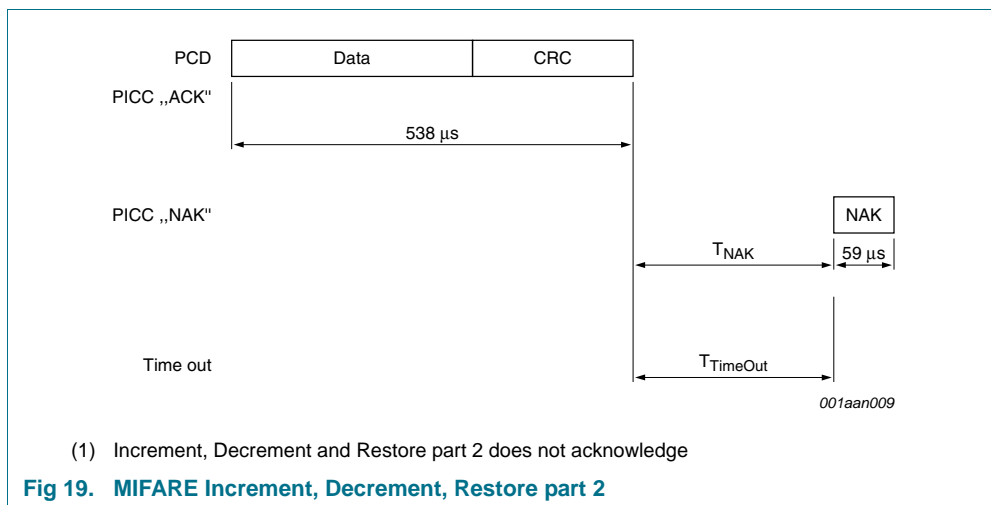 PCD Data CRC
PICC ,,ACK"
538 μs
PICC ,,NAK" NAK
TNAK 59 μs
Time out TTimeOut
001aan009
(1) Increment, Decrement and Restore part 2 does not acknowledge
Fig 19. MIFARE Increment, Decrement, Restore part 2